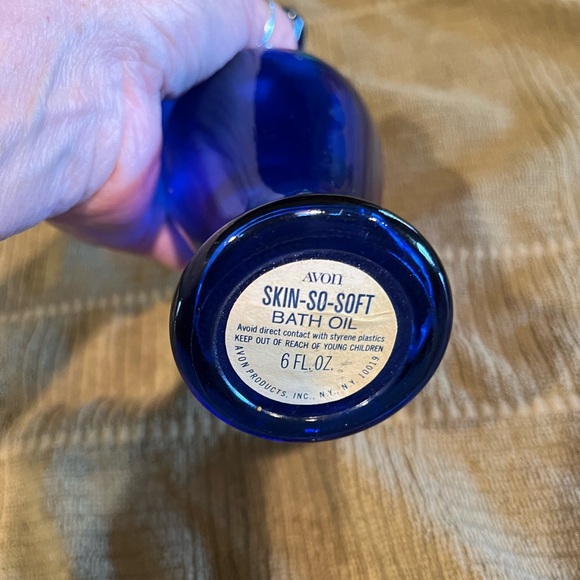 AVON
SKIN-SO-SOFT
BATH OIL
Avoid direct contact with styrene plastics
KEEP OUT OF REACH OF YOUNG CHILDREN
6 FL.OZ.
AVON PRODUCTS, INC., N.Y., N.Y. 10019